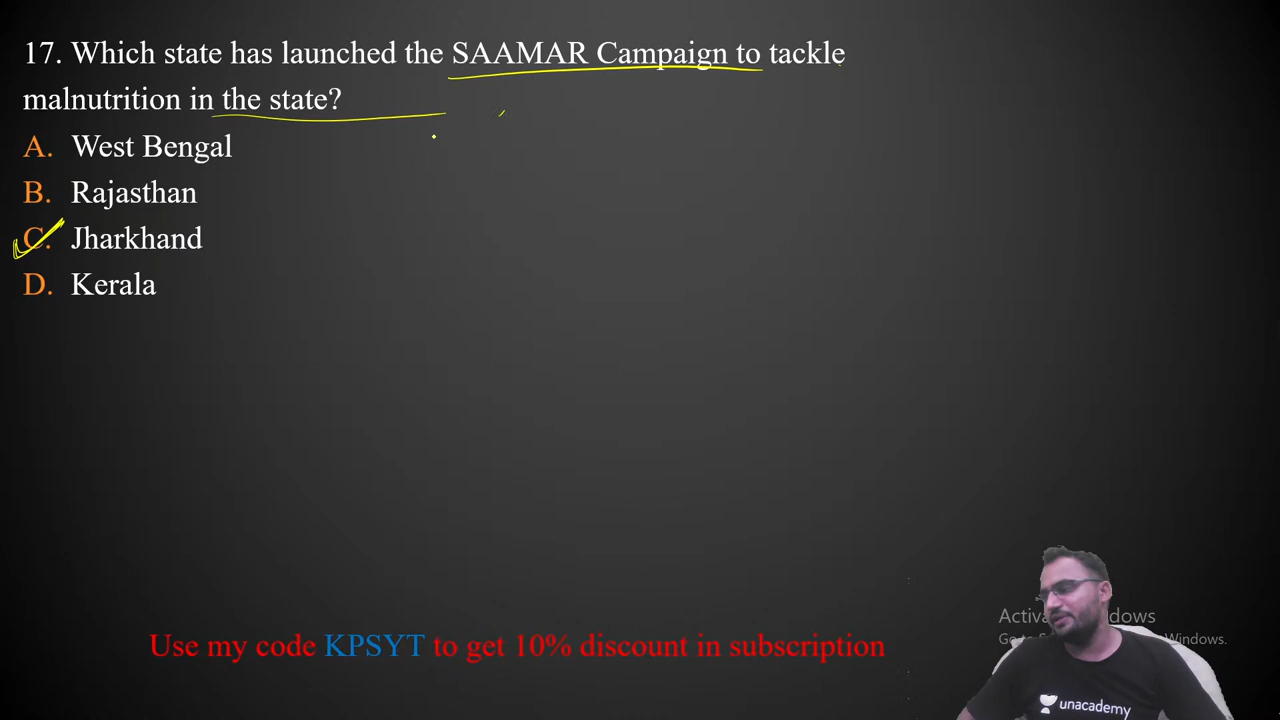 17. Which state has launched the SAAMAR Campaign to tackle
malnutrition in the state?
A. West Bengal
B. Rajasthan
C. Jharkhand
D. Kerala
Use my code KPSYT to get 10% discount in subscription
Windows.
unacademy